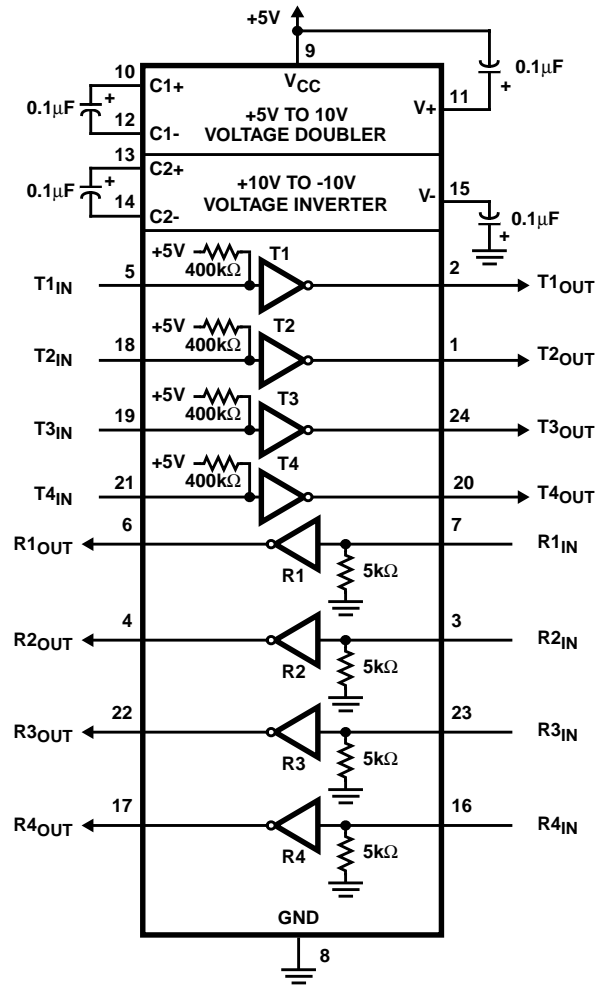 +5V
9
VCC
10
C1+
0.1μF
+
12
C1-
+5V TO 10V
VOLTAGE DOUBLER
V+
11
0.1μF
+
13
C2+
0.1μF
+
14
C2-
+10V TO -10V
VOLTAGE INVERTER
V-
15
0.1μF
+
T1IN
5
+5V
400kΩ
T1
2
T1OUT
T2IN
18
+5V
400kΩ
T2
1
T2OUT
T3IN
19
+5V
400kΩ
T3
24
T3OUT
T4IN
21
+5V
400kΩ
T4
20
T4OUT
R1OUT
6
R1
5kΩ
7
R1IN
R2OUT
4
R2
5kΩ
3
R2IN
R3OUT
22
R3
5kΩ
23
R3IN
R4OUT
17
R4
5kΩ
16
R4IN
GND
8